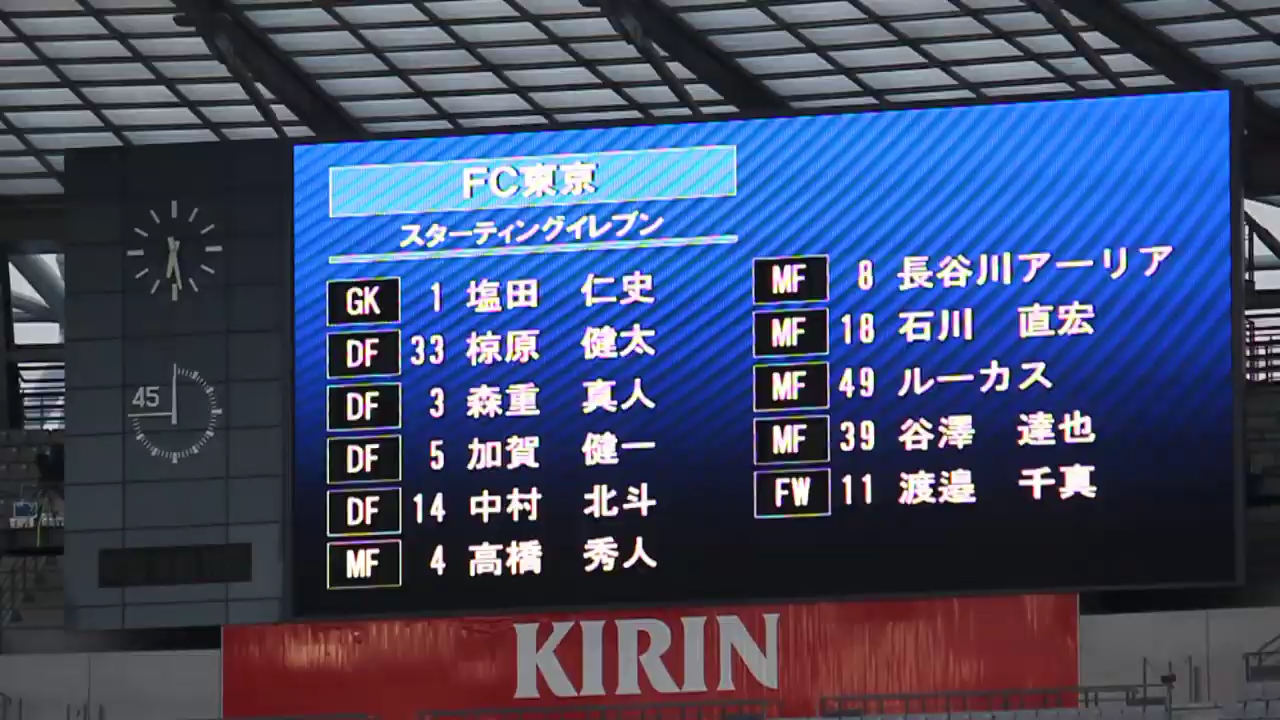 FC東京
スターティングイレブン
GK 1 塩田 仁史
DF 33 椋原 健太
DF 3 森重 真人
DF 5 加賀 健一
DF 14 中村 北斗
MF 4 高橋 秀人
MF 8 長谷川アーリア
MF 18 石川 直宏
MF 49 ルーカス
MF 39 谷澤 達也
FW 11 渡邉 千真
45
KIRIN